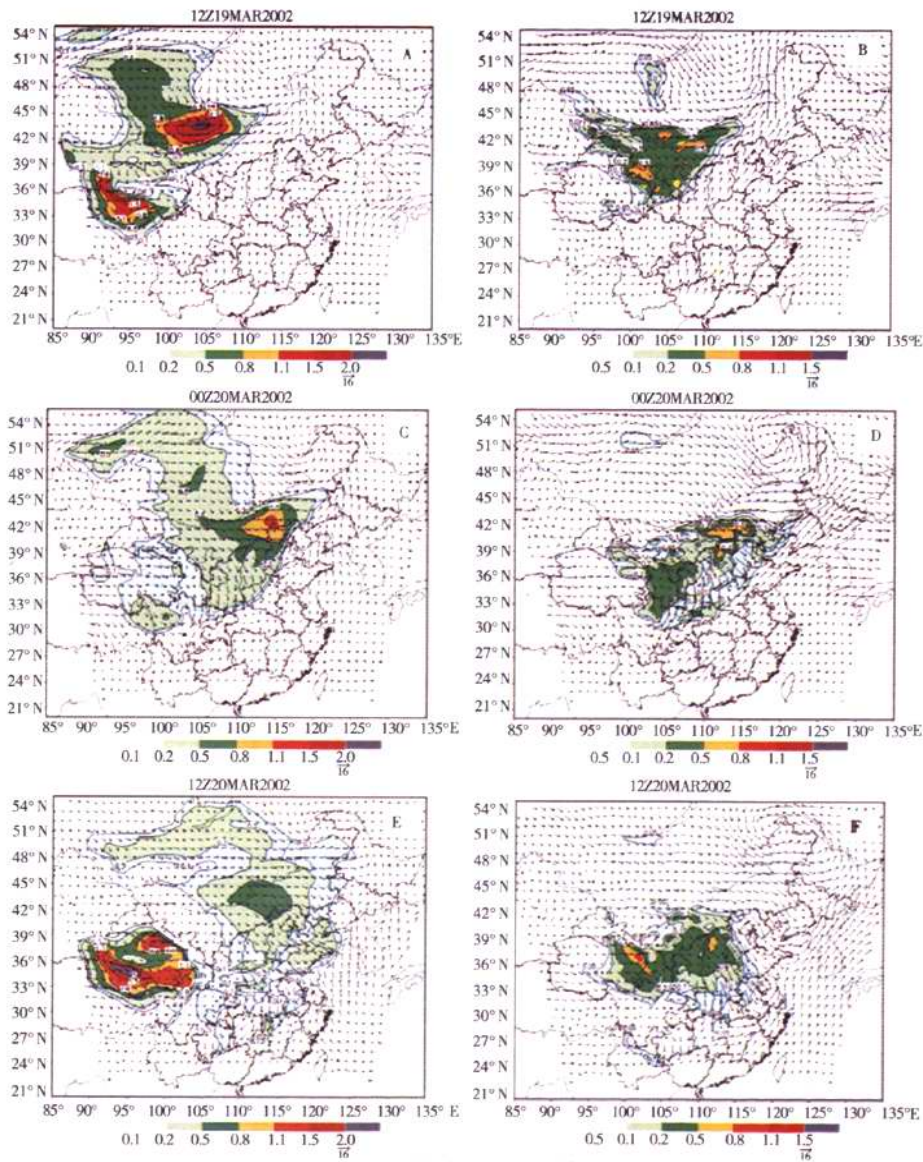 12Z19MAR2002
12Z19MAR2002
A
B
54° N
51° N
48° N
45° N
42° N
39° N
36° N
33° N
30° N
27° N
24° N
21° N
54° N
51° N
48° N
45° N
42° N
39° N
36° N
33° N
30° N
27° N
24° N
21° N
85° 90° 95° 100° 105° 110° 115° 120° 125° 130° 135°E
85° 90° 95° 100° 105° 110° 115° 120° 125° 130° 135°E
0.1 0.2 0.5 0.8 1.1 1.5 2.0
16
0.5 0.1 0.2 0.5 0.8 1.1 1.5
16
00Z20MAR2002
00Z20MAR2002
C
D
54° N
51° N
48° N
45° N
42° N
39° N
36° N
33° N
30° N
27° N
24° N
21° N
54° N
51° N
48° N
45° N
42° N
39° N
36° N
33° N
30° N
27° N
24° N
21° N
85° 90° 95° 100° 105° 110° 115° 120° 125° 130° 135° E
85° 90° 95° 100° 105° 110° 115° 120° 125° 130° 135°E
0.1 0.2 0.5 0.8 1.1 1.5 2.0
16
0.5 0.1 0.2 0.5 0.8 1.1 1.5
16
12Z20MAR2002
12Z20MAR2002
E
F
54° N
51° N
48° N
45° N
42° N
39° N
36° N
33° N
30° N
27° N
24° N
21° N
54° N
51° N
48° N
45° N
42° N
39° N
36° N
33° N
30° N
27° N
24° N
21° N
85° 90° 95° 100° 105° 110° 115° 120° 125° 130° 135° E
85° 90° 95° 100° 105° 110° 115° 120° 125° 130° 135°E
0.1 0.2 0.5 0.8 1.1 1.5 2.0
16
0.5 0.1 0.2 0.5 0.8 1.1 1.5
16